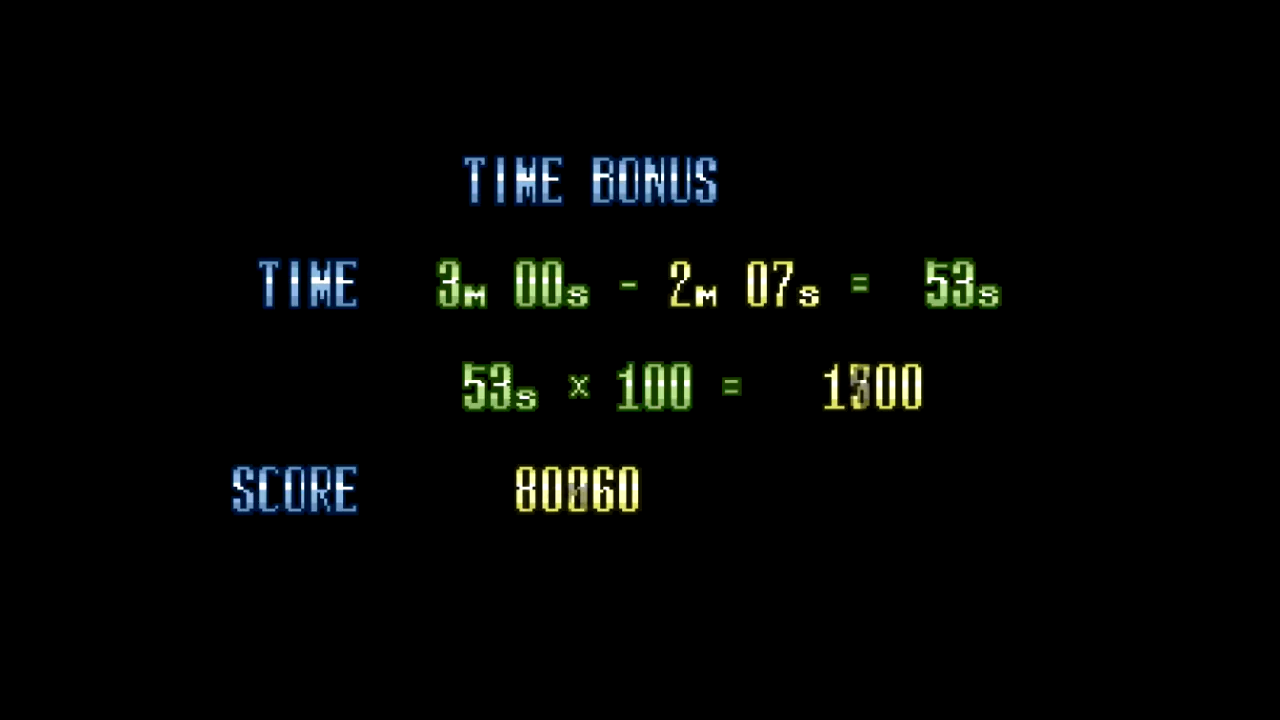 TIME BONUS
TIME 3M 00S - 2M 07S = 53S
53S × 100 =
SCORE